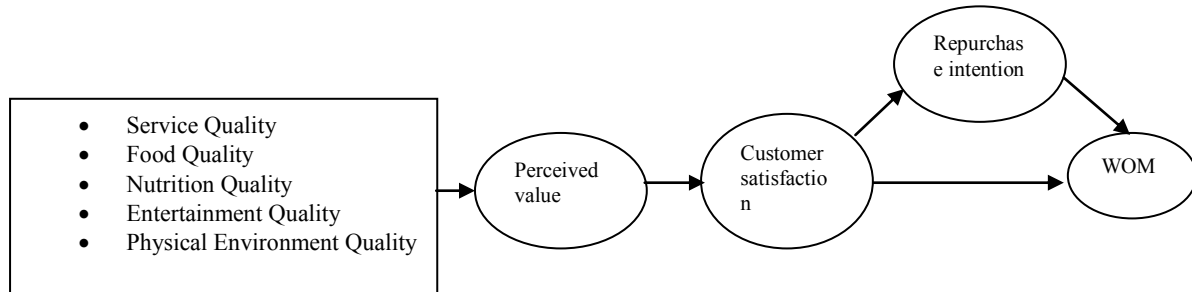 • Service Quality
• Food Quality
• Nutrition Quality
• Entertainment Quality
• Physical Environment Quality
Perceived
value
Customer
satisfactio
n
Repurchas
e intention
WOM